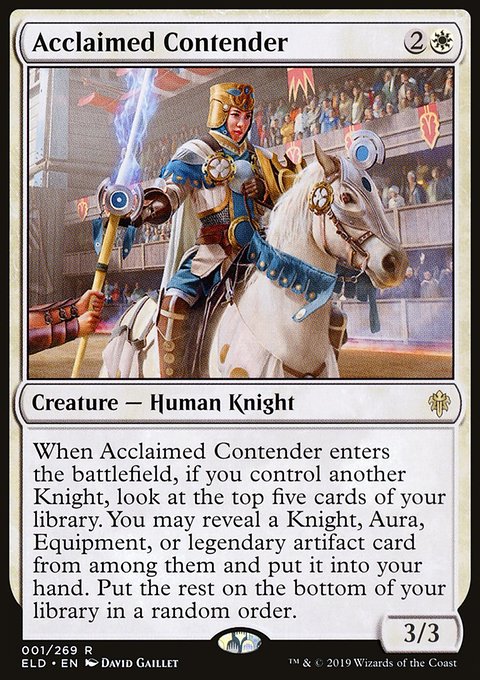 Acclaimed Contender 2
Creature — Human Knight
When Acclaimed Contender enters
the battlefield, if you control another
Knight, look at the top five cards of your
library. You may reveal a Knight, Aura,
Equipment, or legendary artifact card
from among them and put it into your
hand. Put the rest on the bottom of your
library in a random order.
3/3
001/269 R
ELD • EN DAVID GAILLET
™ & © 2019 Wizards of the Coast